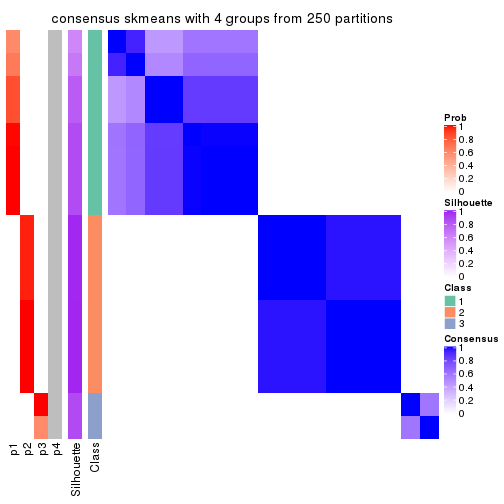 consensus skmeans with 4 groups from 250 partitions
Prob
1
0.8
0.6
0.4
0.2
0
Silhouette
1
0.8
0.6
0.4
0.2
0
Class
1
2
3
Consensus
1
0.8
0.6
0.4
0.2
0
p1
p2
p3
p4
Silhouette
Class